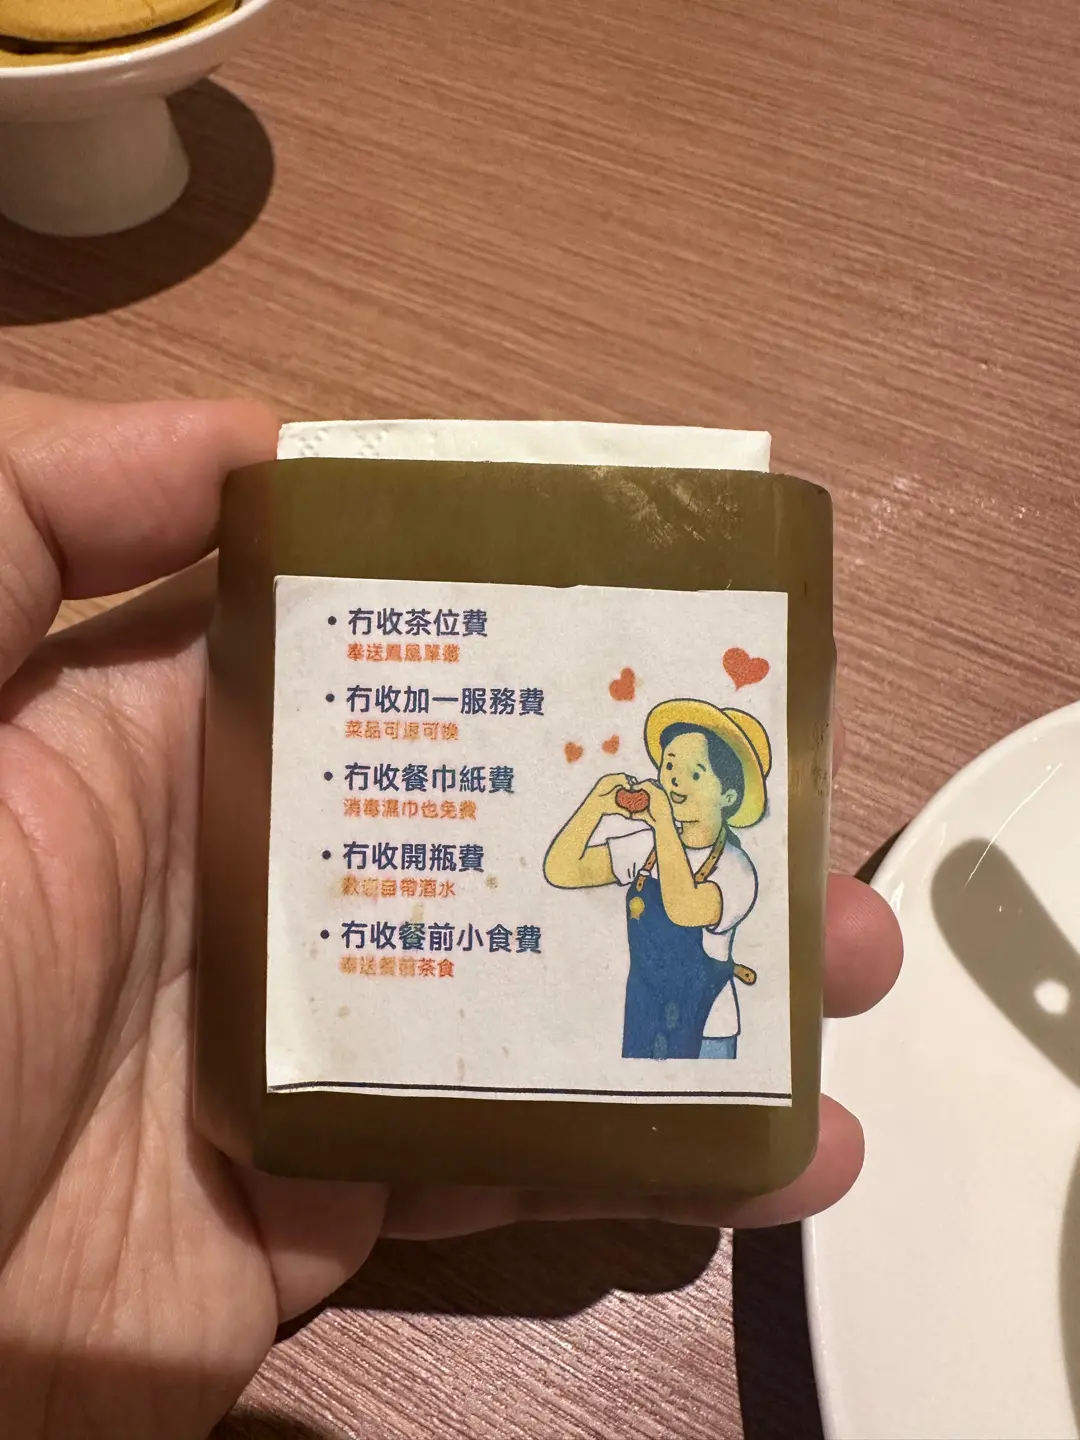 • 冇收茶位費
奉送鳳凰單叢
• 冇收加一服務費
菜品可退可換
• 冇收餐巾紙費
消毒濕巾也免費
• 冇收開瓶費
歡迎自帶酒水
• 冇收餐前小食費
奉送餐前茶食